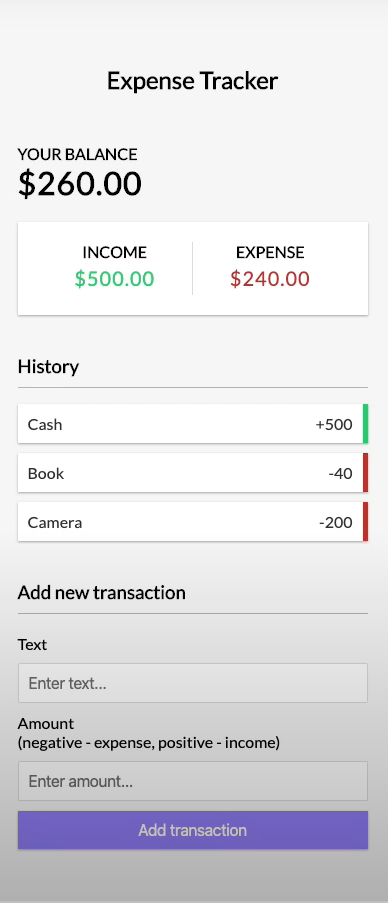 Expense Tracker
YOUR BALANCE
$260.00
INCOME EXPENSE
$500.00 $240.00
History
Cash +500
Book -40
Camera -200
Add new transaction
Text
Enter text...
Amount
(negative - expense, positive - income)
Enter amount...
Add transaction